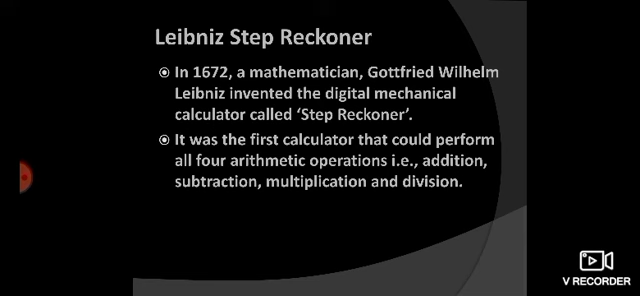 Leibniz Step Reckoner
In 1672, a mathematician, Gottfried Wilhelm
Leibniz invented the digital mechanical
calculator called ‘Step Reckoner’.
It was the first calculator that could perform
all four arithmetic operations i.e., addition,
subtraction, multiplication and division.
V RECORDER